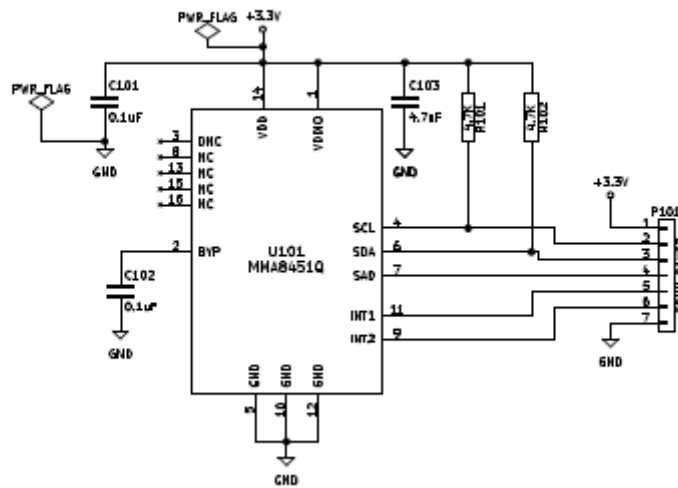 PWR_FLAG
+3.3V
PWR_FLAG
C101
0.1uF
GND
14
VDD
1
VDNO
C103
4.7uF
GND
4.7K
R101
4.7K
R102
3
DNC
8
NC
13
NC
15
NC
16
NC
2
BYP
C102
0.1uF
GND
U101
MMA8451Q
SCL
4
SDA
6
SAD
7
INT1
11
INT2
9
+3.3V
P101
1
2
3
4
5
6
7
GND
GND
GND
GND
5
10
12
GND